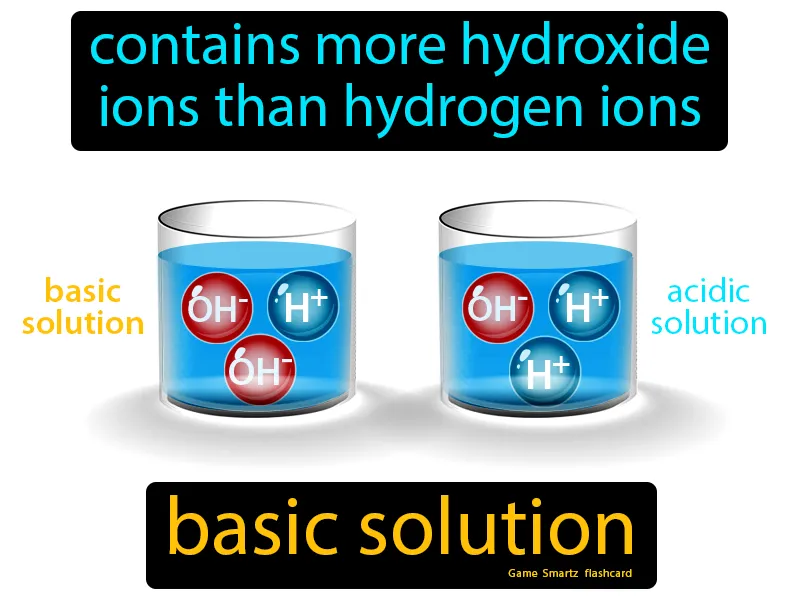 contains more hydroxide
ions than hydrogen ions
basic
solution
OH⁻
H⁺
OH⁻
OH⁻
H⁺
H⁺
acidic
solution
basic solution
Game Smartz flashcard